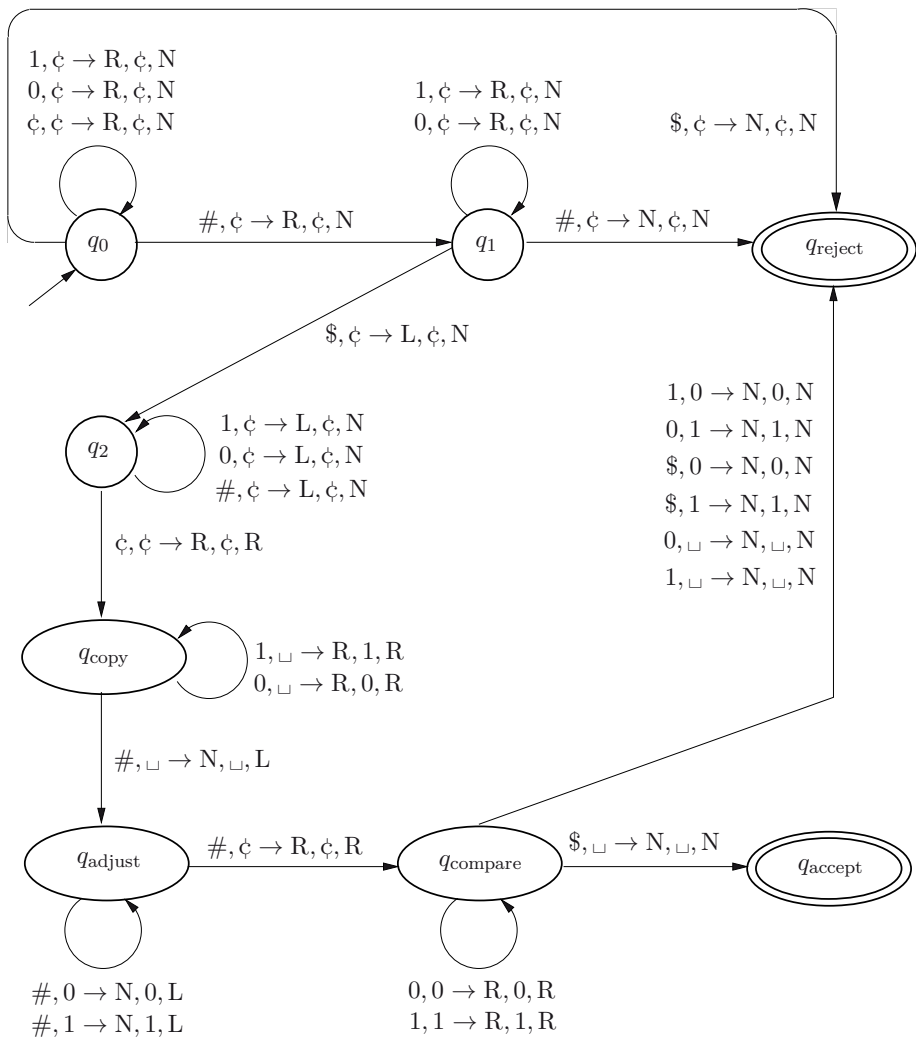 1, ¢ → R, ¢, N
0, ¢ → R, ¢, N
¢, ¢ → R, ¢, N
1, ¢ → R, ¢, N
0, ¢ → R, ¢, N
$, ¢ → N, ¢, N
q0
#, ¢ → R, ¢, N
q1
#, ¢ → N, ¢, N
qreject
$, ¢ → L, ¢, N
q2
1, ¢ → L, ¢, N
0, ¢ → L, ¢, N
#, ¢ → L, ¢, N
1, 0 → N, 0, N
0, 1 → N, 1, N
$, 0 → N, 0, N
$, 1 → N, 1, N
0, ␣ → N, ␣, N
1, ␣ → N, ␣, N
¢, ¢ → R, ¢, R
qcopy
1, ␣ → R, 1, R
0, ␣ → R, 0, R
#, ␣ → N, ␣, L
qadjust
#, ¢ → R, ¢, R
qcompare
$, ␣ → N, ␣, N
qaccept
#, 0 → N, 0, L
#, 1 → N, 1, L
0, 0 → R, 0, R
1, 1 → R, 1, R